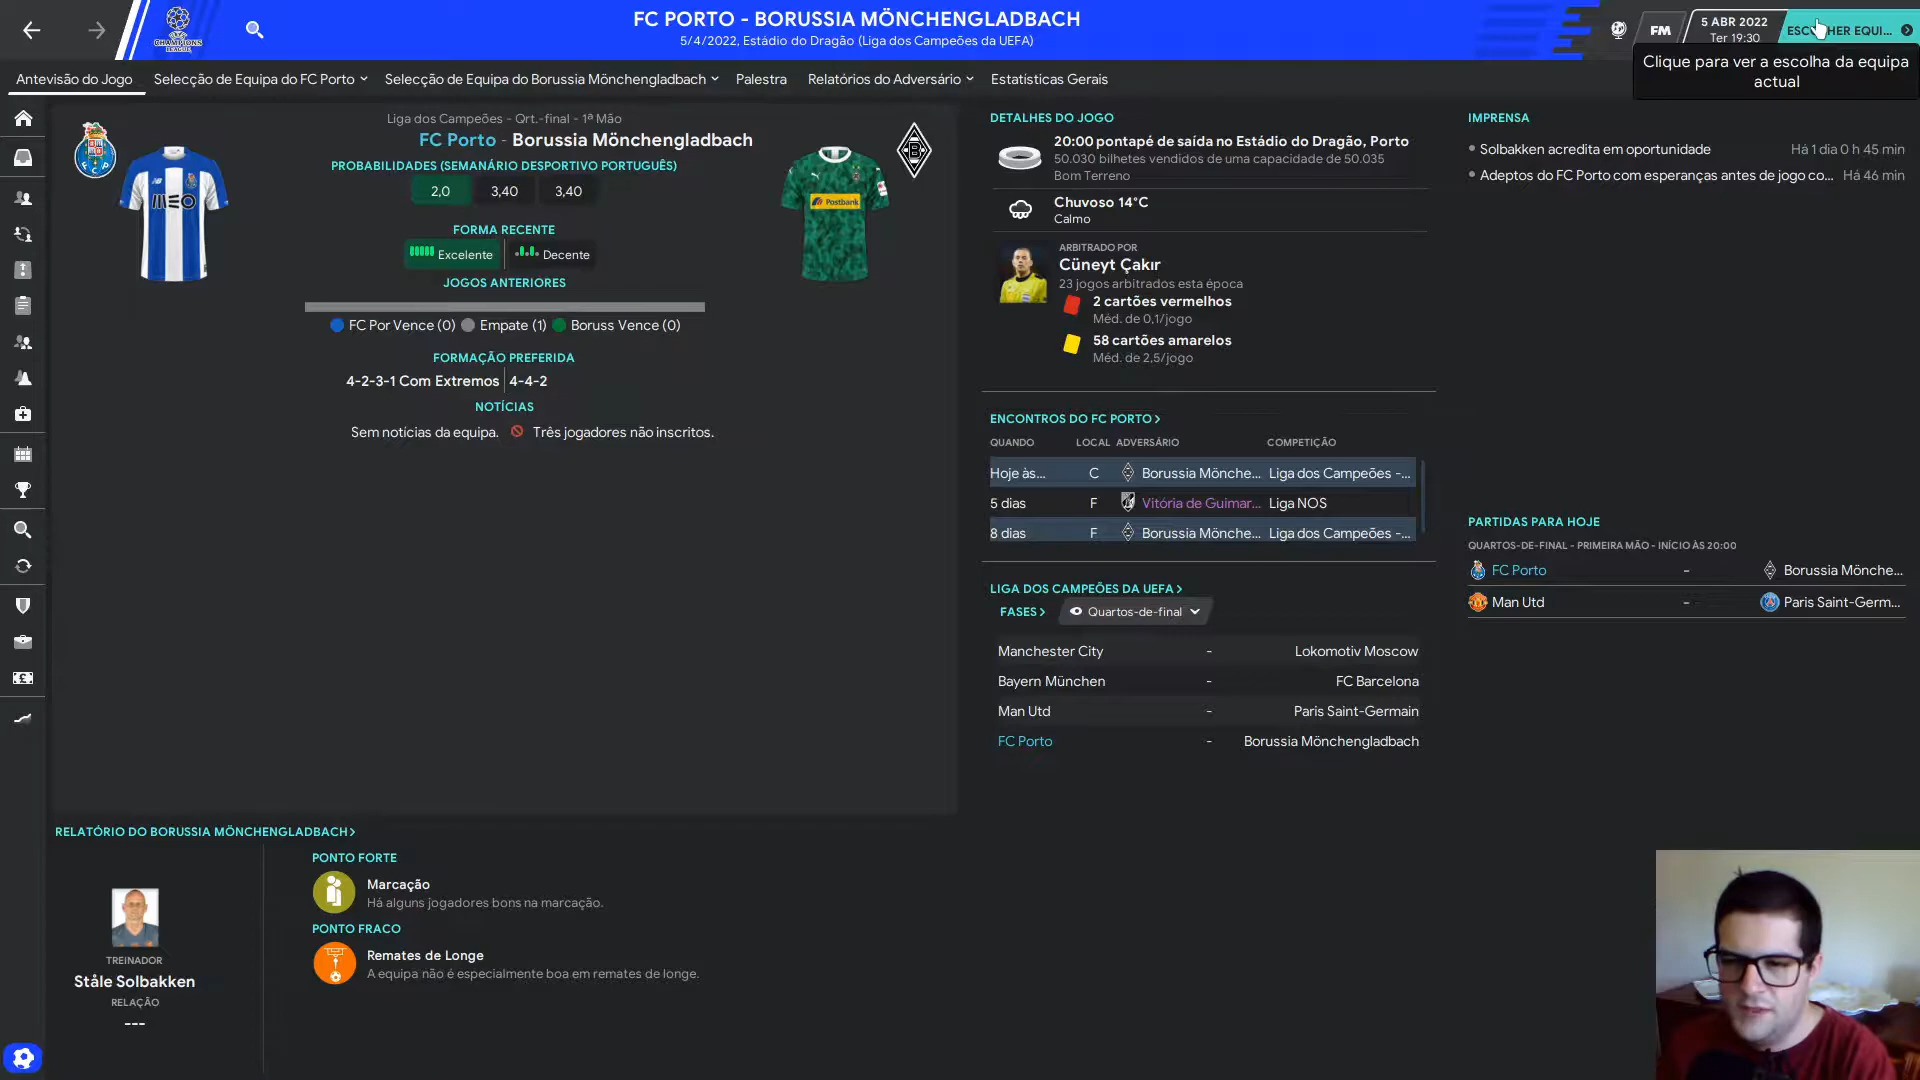 FC PORTO - BORUSSIA MÖNCHENGLADBACH
5/4/2022, Estádio do Dragão (Liga dos Campeões da UEFA)
CHAMPIONS LEAGUE
FM
5 ABR 2022
Ter 19:30
Clique para ver a escolha da equipa
actual
Antevisão do Jogo
Selecção de Equipa do FC Porto
Selecção de Equipa do Borussia Mönchengladbach
Palestra
Relatórios do Adversário
Estatísticas Gerais
Liga dos Campeões - Qrt.-final - 1ª Mão
FC Porto - Borussia Mönchengladbach
PROBABILIDADES (SEMANÁRIO DESPORTIVO PORTUGUÊS)
2,0 3,40 3,40
MEO
Postbank
FORMA RECENTE
Excelente
Decente
JOGOS ANTERIORES
FC Por Vence (0) Empate (1) Boruss Vence (0)
FORMAÇÃO PREFERIDA
4-2-3-1 Com Extremos 4-4-2
NOTÍCIAS
Sem notícias da equipa. Três jogadores não inscritos.
DETALHES DO JOGO
20:00 pontapé de saída no Estádio do Dragão, Porto
50.030 bilhetes vendidos de uma capacidade de 50.035
Bom Terreno
Chuvoso 14°C
Calmo
ARBITRADO POR
Cüneyt Çakır
23 jogos arbitrados esta época
2 cartões vermelhos
Méd. de 0,1/jogo
58 cartões amarelos
Méd. de 2,5/jogo
ENCONTROS DO FC PORTO
QUANDO LOCAL ADVERSÁRIO COMPETIÇÃO
Hoje às... C Borussia Mönche... Liga dos Campeões -...
5 dias F Vitória de Guimar... Liga NOS
8 dias F Borussia Mönche... Liga dos Campeões -...
LIGA DOS CAMPEÕES DA UEFA
FASES Quartos-de-final
Manchester City - Lokomotiv Moscow
Bayern München - FC Barcelona
Man Utd - Paris Saint-Germain
FC Porto - Borussia Mönchengladbach
IMPRENSA
Solbakken acredita em oportunidade Há 1 dia 0 h 45 min
Adeptos do FC Porto com esperanças antes de jogo co... Há 46 min
PARTIDAS PARA HOJE
QUARTOS-DE-FINAL - PRIMEIRA MÃO - INÍCIO ÀS 20:00
FC Porto - Borussia Mönche...
Man Utd - Paris Saint-Germ...
RELATÓRIO DO BORUSSIA MÖNCHENGLADBACH
TREINADOR
Ståle Solbakken
RELAÇÃO
---
PONTO FORTE
Marcação
Há alguns jogadores bons na marcação.
PONTO FRACO
Remates de Longe
A equipa não é especialmente boa em remates de longe.